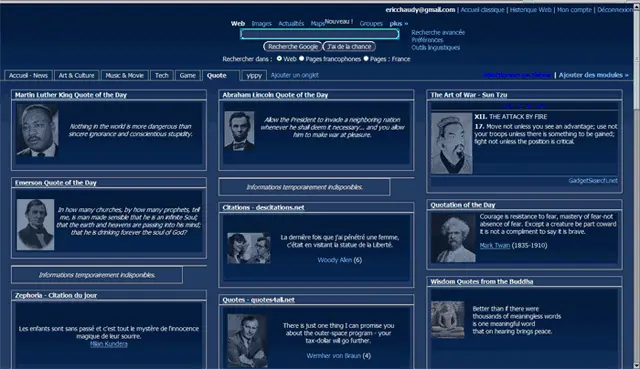 ericchaudy@gmail.com | Accueil classique | Historique Web | Mon compte | Déconnexion
Web Images Actualités Maps Nouveau ! Groupes plus »
Recherche avancée
Préférences
Outils linguistiques
Recherche Google J'ai de la chance
Rechercher dans : Web Pages francophones Pages : France
Accueil - News Art & Culture Music & Movie Tech Game Quote yippy Ajouter un onglet
| Ajouter des modules »
Martin Luther King Quote of the Day
Nothing in the world is more dangerous than
sincere ignorance and conscientious stupidity.
Emerson Quote of the Day
In how many churches, by how many prophets, tell
me, is man made sensible that he is an infinite Soul;
that the earth and heavens are passing into his mind;
that he is drinking forever the soul of God?
Informations temporairement indisponibles.
Zephoria - Citation du jour
Les enfants sont sans passé et c'est tout le mystère de l'innocence
magique de leur sourire.
Milan Kundera
Abraham Lincoln Quote of the Day
Allow the President to invade a neighboring nation
whenever he shall deem it necessary... and you allow
him to make war at pleasure.
Informations temporairement indisponibles.
Citations - descitations.net
La dernière fois que j'ai pénétré une femme,
c'était en visitant la statue de la Liberté.
Woody Allen (6)
Quotes - quotes4all.net
There is just one thing I can promise you
about the outer-space program - your
tax-dollar will go further.
Wernher von Braun (4)
The Art of War - Sun Tzu
XII. THE ATTACK BY FIRE
17. Move not unless you see an advantage; use not
your troops unless there is something to be gained;
fight not unless the position is critical.
GadgetSearch.net
Quotation of the Day
Courage is resistance to fear, mastery of fear-not
absence of fear. Except a creature be part coward
it is not a compliment to say it is brave.
Mark Twain (1835-1910)
Wisdom Quotes from the Buddha
Better than if there were
thousands of meaningless words
is one meaningful word
that on hearing brings peace.